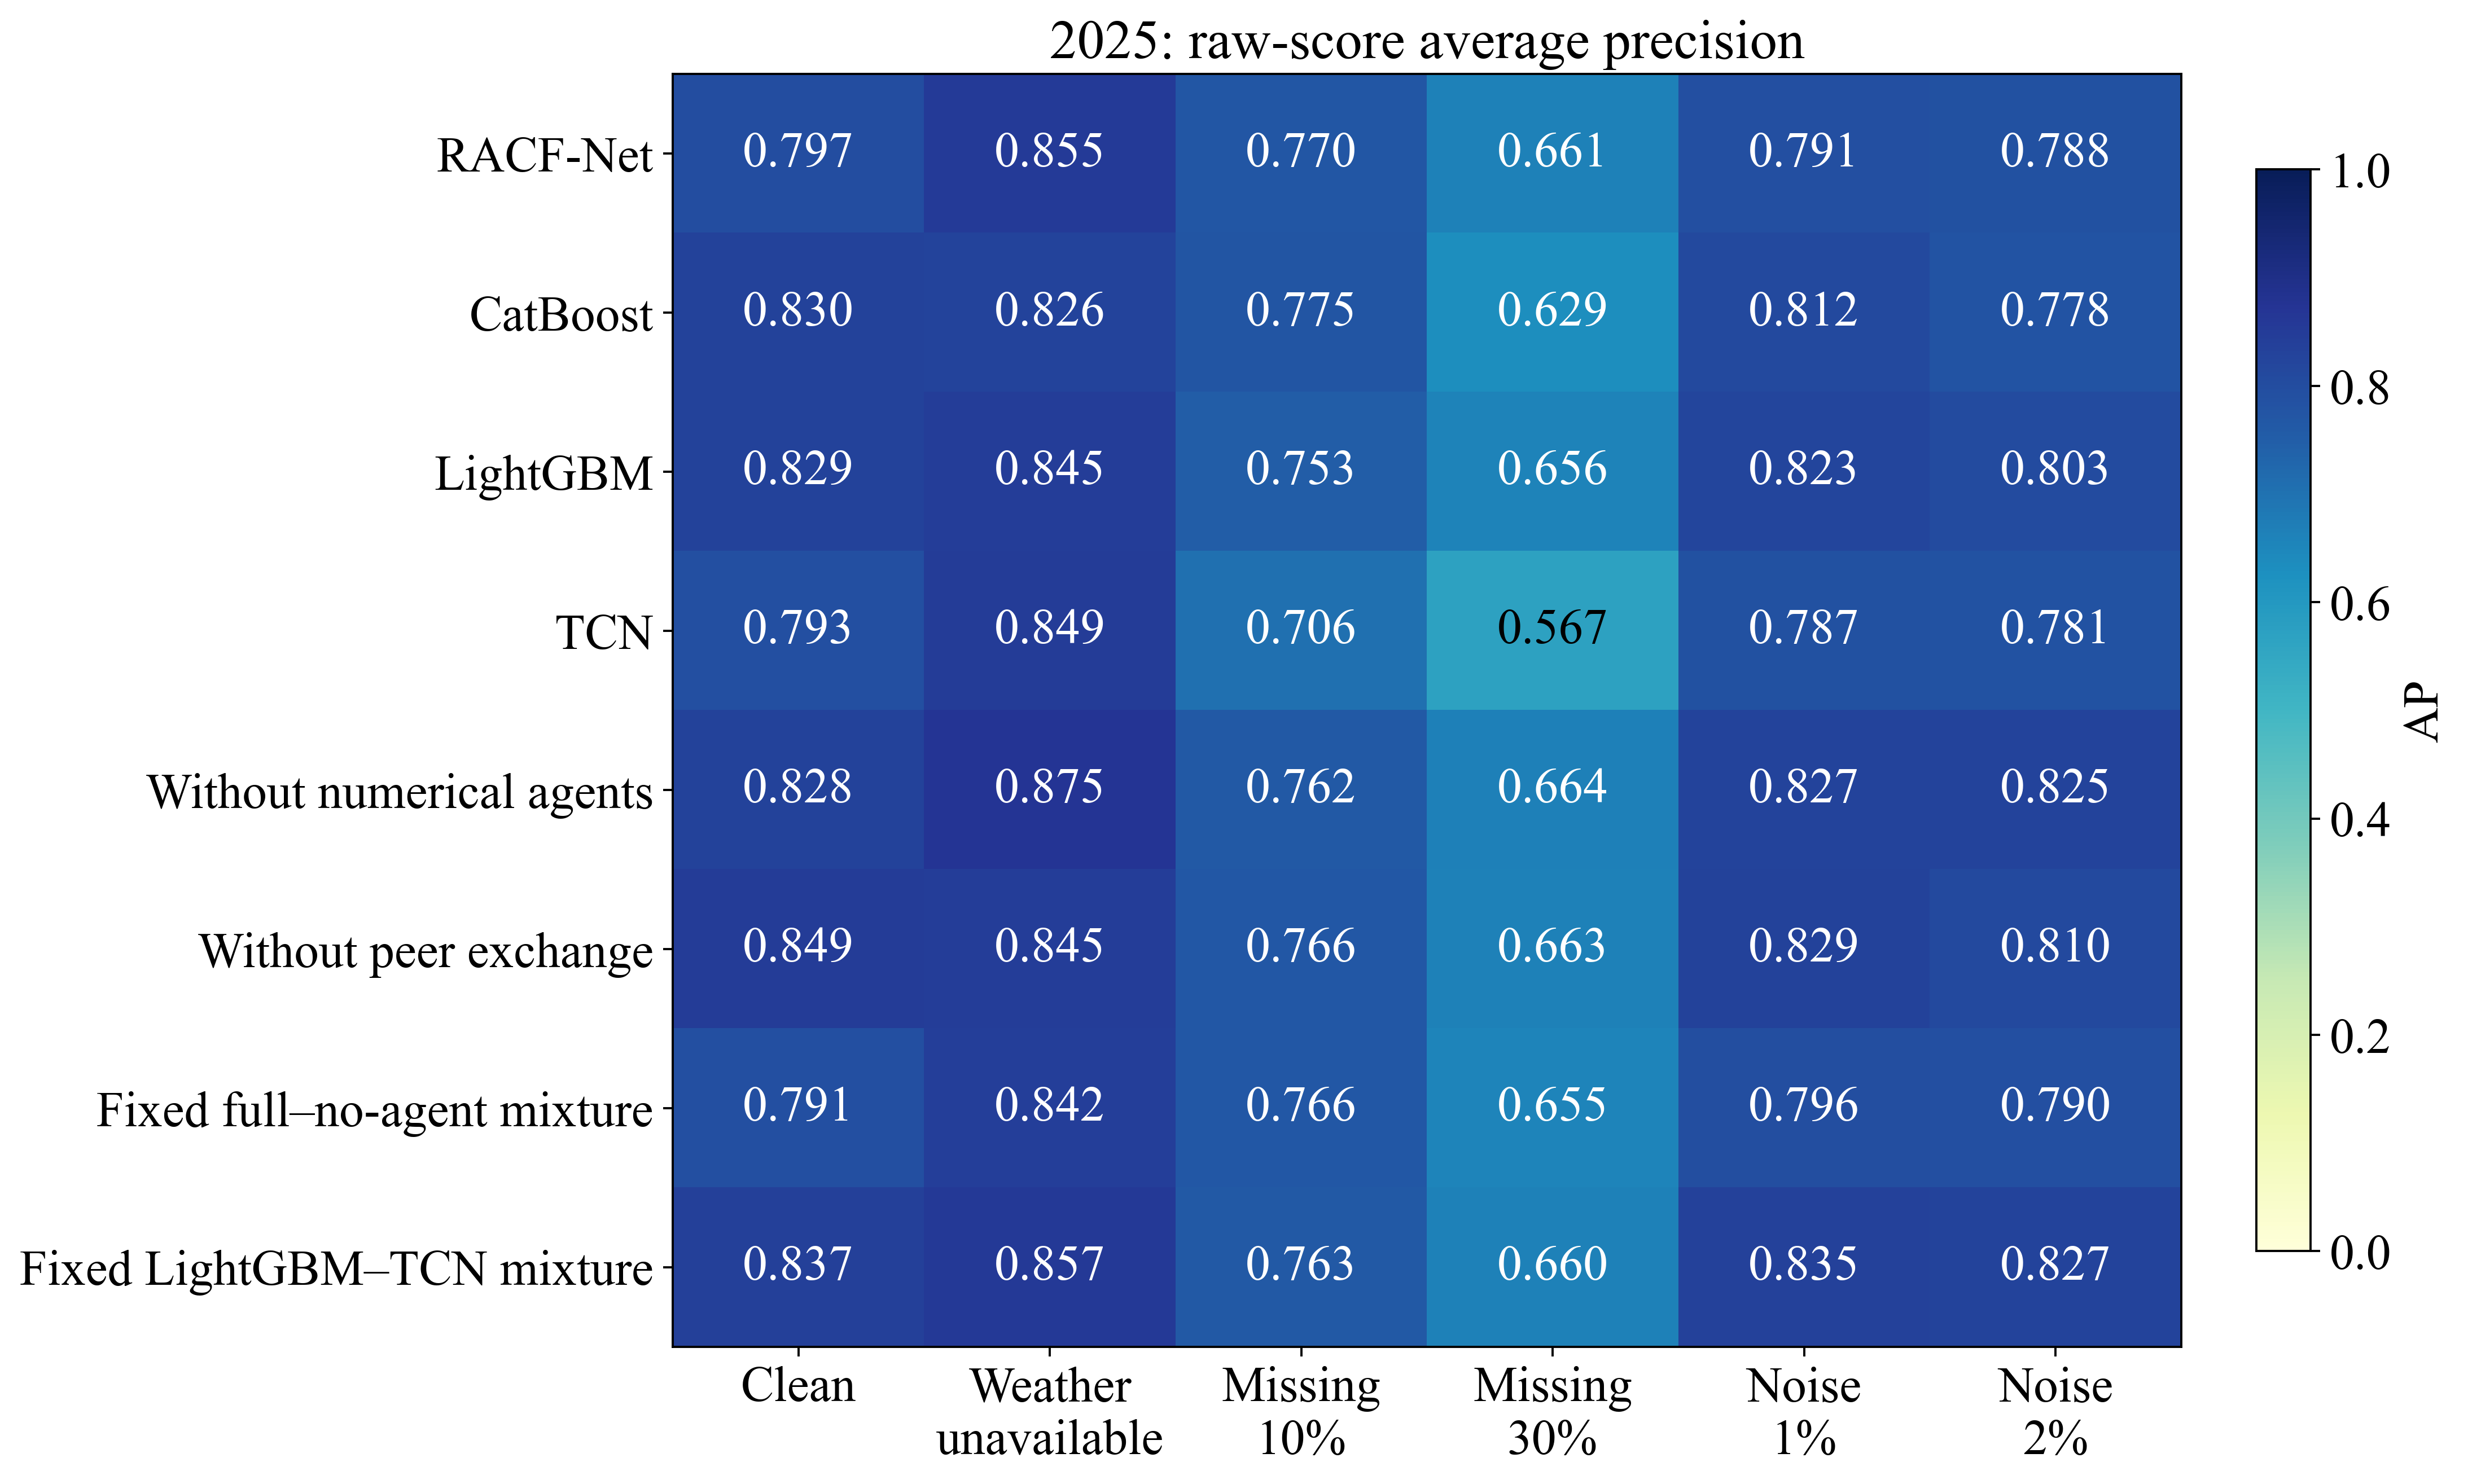 2025: raw-score average precision
RACF-Net 0.797 0.855 0.770 0.661 0.791 0.788
CatBoost 0.830 0.826 0.775 0.629 0.812 0.778
LightGBM 0.829 0.845 0.753 0.656 0.823 0.803
TCN 0.793 0.849 0.706 0.567 0.787 0.781
Without numerical agents 0.828 0.875 0.762 0.664 0.827 0.825
Without peer exchange 0.849 0.845 0.766 0.663 0.829 0.810
Fixed full–no-agent mixture 0.791 0.842 0.766 0.655 0.796 0.790
Fixed LightGBM–TCN mixture 0.837 0.857 0.763 0.660 0.835 0.827
Clean Weather Missing Missing Noise Noise
unavailable 10% 30% 1% 2%
1.0
0.8
0.6
0.4
0.2
0.0
AP